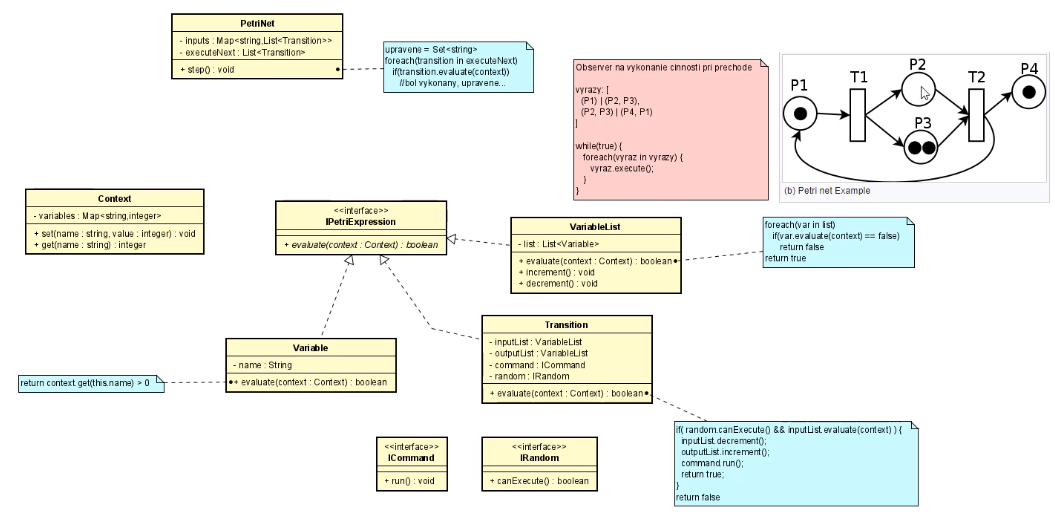 PetriNet
- inputs : Map<string,List<Transition>>
- executeNext : List<Transition>
+ step() : void
upravene = Set<string>
foreach(transition in executeNext)
if(transition.evaluate(context))
//bol vykonany, upravene...
Observer na vykonanie cinnosti pri prechode
vyrazy: [
(P1) | (P2, P3),
(P2, P3) | (P4, P1)
]
while(true) {
foreach(vyraz in vyrazy) {
vyraz.execute();
}
}
P1
T1
P2
P3
T2
P4
(b) Petri net Example
Context
- variables : Map<string,integer>
+ set(name : string, value : integer) : void
+ get(name : string) : integer
<<interface>>
IPetriExpression
+ evaluate(context : Context) : boolean
VariableList
- list : List<Variable>
+ evaluate(context : Context) : boolean
+ increment() : void
+ decrement() : void
foreach(var in list)
if(var.evaluate(context) == false)
return false
return true
Variable
- name : String
+ evaluate(context : Context) : boolean
return context.get(this.name) > 0
Transition
- inputList : VariableList
- outputList : VariableList
- command : ICommand
- random : IRandom
+ evaluate(context : Context) : boolean
if( random.canExecute() && inputList.evaluate(context) ) {
inputList.decrement();
outputList.increment();
command.run();
return true;
}
return false
<<interface>>
ICommand
+ run() : void
<<interface>>
IRandom
+ canExecute() : boolean